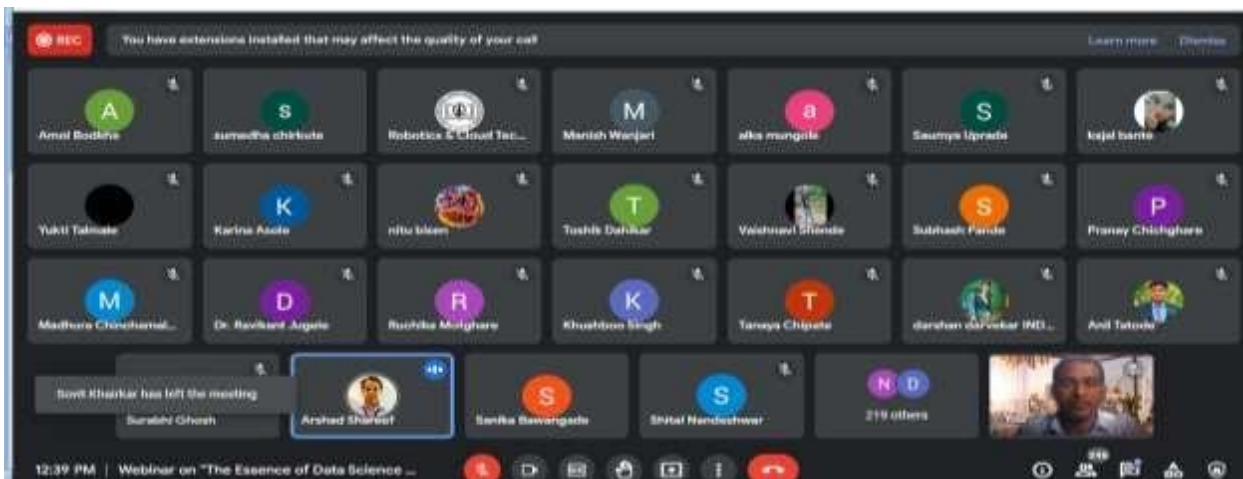 REC You have extensions installed that may affect the quality of your call Learn more Dismiss
A S M a S
Amol Bodkhe sumedha chirkute Robotics & Cloud Tec... Manish Wanjari alka mungole Saumya Uprade kajal bante
K T S P
Yukti Talmale Karina Asole nitu bisen Toshik Dahikar Vaishnavi Shende Subhash Pande Pranay Chichghare
M D R K T
Madhura Chinchamal... Dr. Ravikant Jugele Ruchika Motghare Khushboo Singh Tanaya Chipate darshan darvekar IND... Anil Tatode
S S N D
Sovit Khairkar has left the meeting
219 others
Surabhi Ghosh Arshad Shareef Sanika Bawangade Shital Nandeshwar
12:39 PM | Webinar on "The Essence of Data Science ...